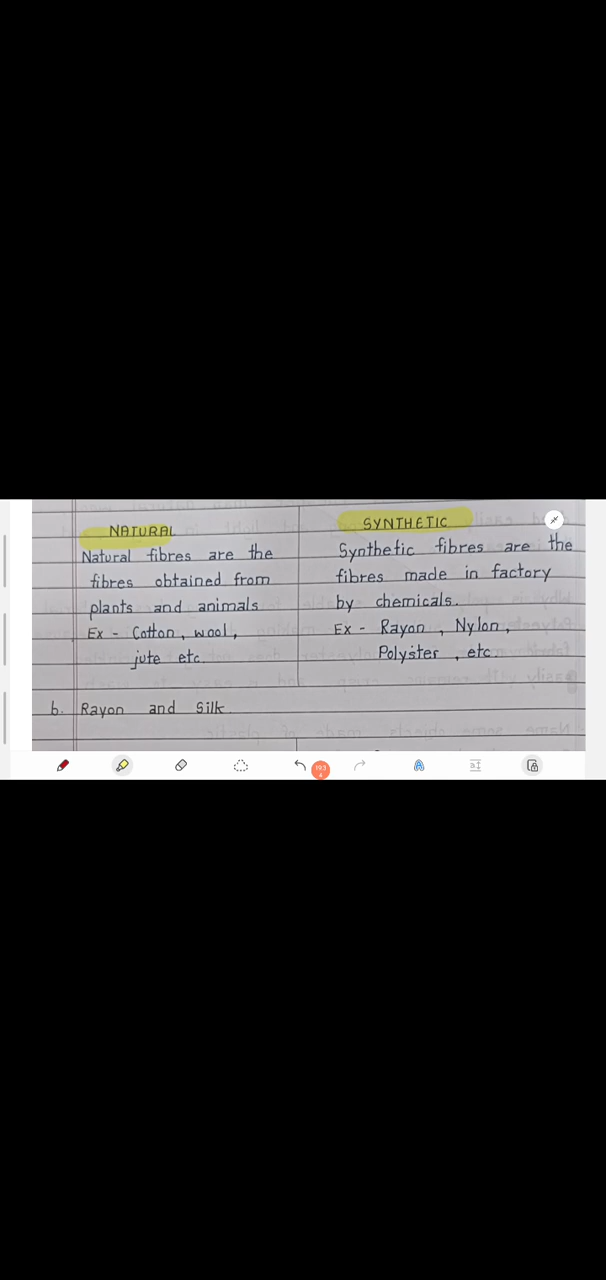 NATURAL
Natural fibres are the
fibres obtained from
plants and animals
Ex - Cotton, wool,
jute etc.
SYNTHETIC
Synthetic fibres are the
fibres made in factory
by chemicals.
Ex - Rayon, Nylon,
Polyster, etc.
b. Rayon and Silk.